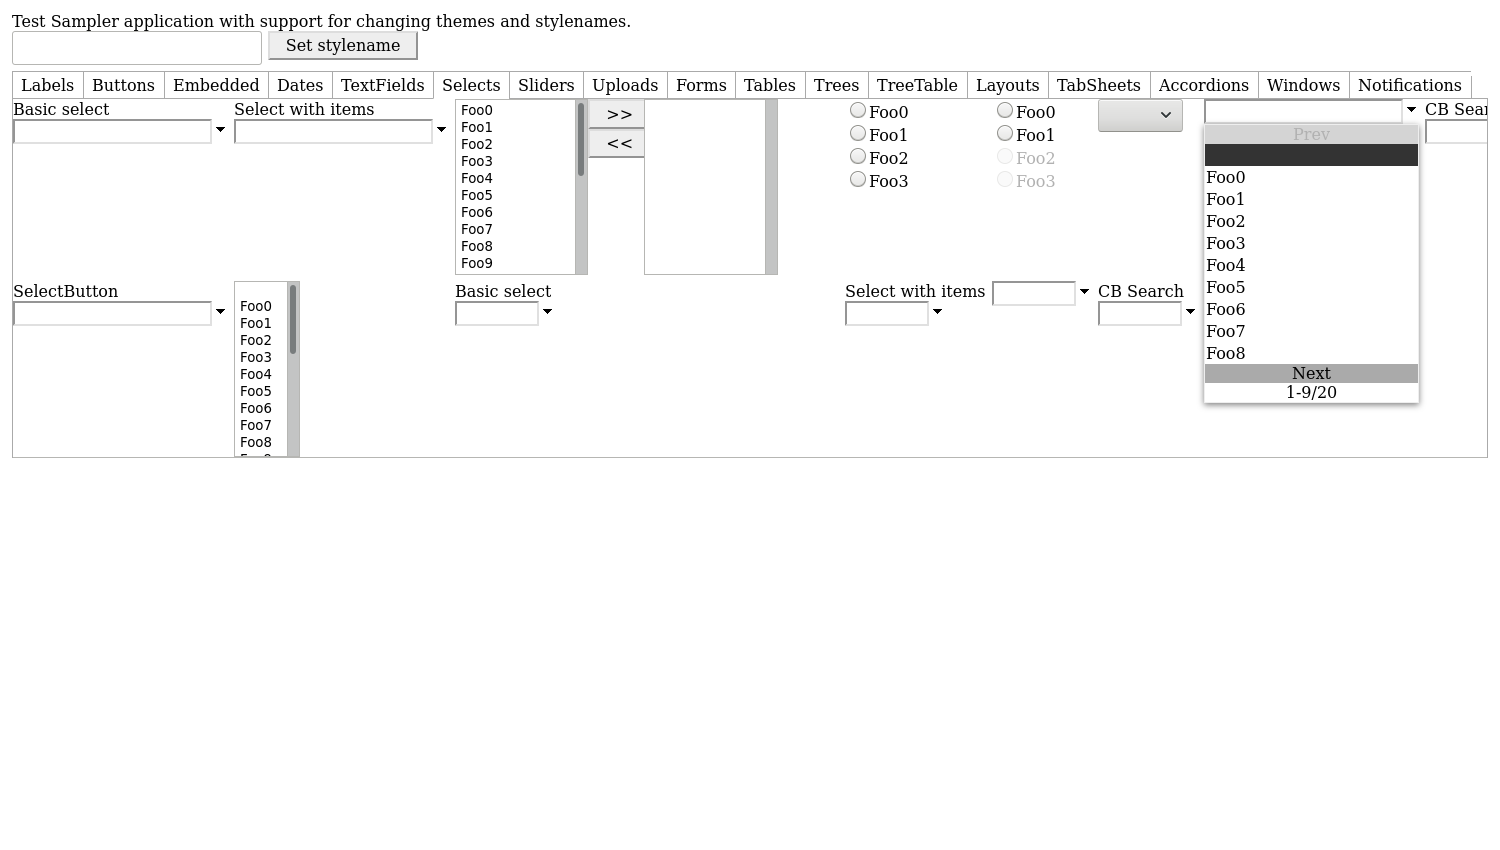 Test Sampler application with support for changing themes and stylenames.
Set stylename
Labels Buttons Embedded Dates TextFields Selects Sliders Uploads Forms Tables Trees TreeTable Layouts TabSheets Accordions Windows Notifications
Basic select
Select with items
Foo0
Foo1
Foo2
Foo3
Foo4
Foo5
Foo6
Foo7
Foo8
Foo9
>>
<<
Foo0
Foo1
Foo2
Foo3
Foo0
Foo1
Foo2
Foo3
CB Sear
Prev
Foo0
Foo1
Foo2
Foo3
Foo4
Foo5
Foo6
Foo7
Foo8
Next
1-9/20
SelectButton
Foo0
Foo1
Foo2
Foo3
Foo4
Foo5
Foo6
Foo7
Foo8
Basic select
Select with items
CB Search